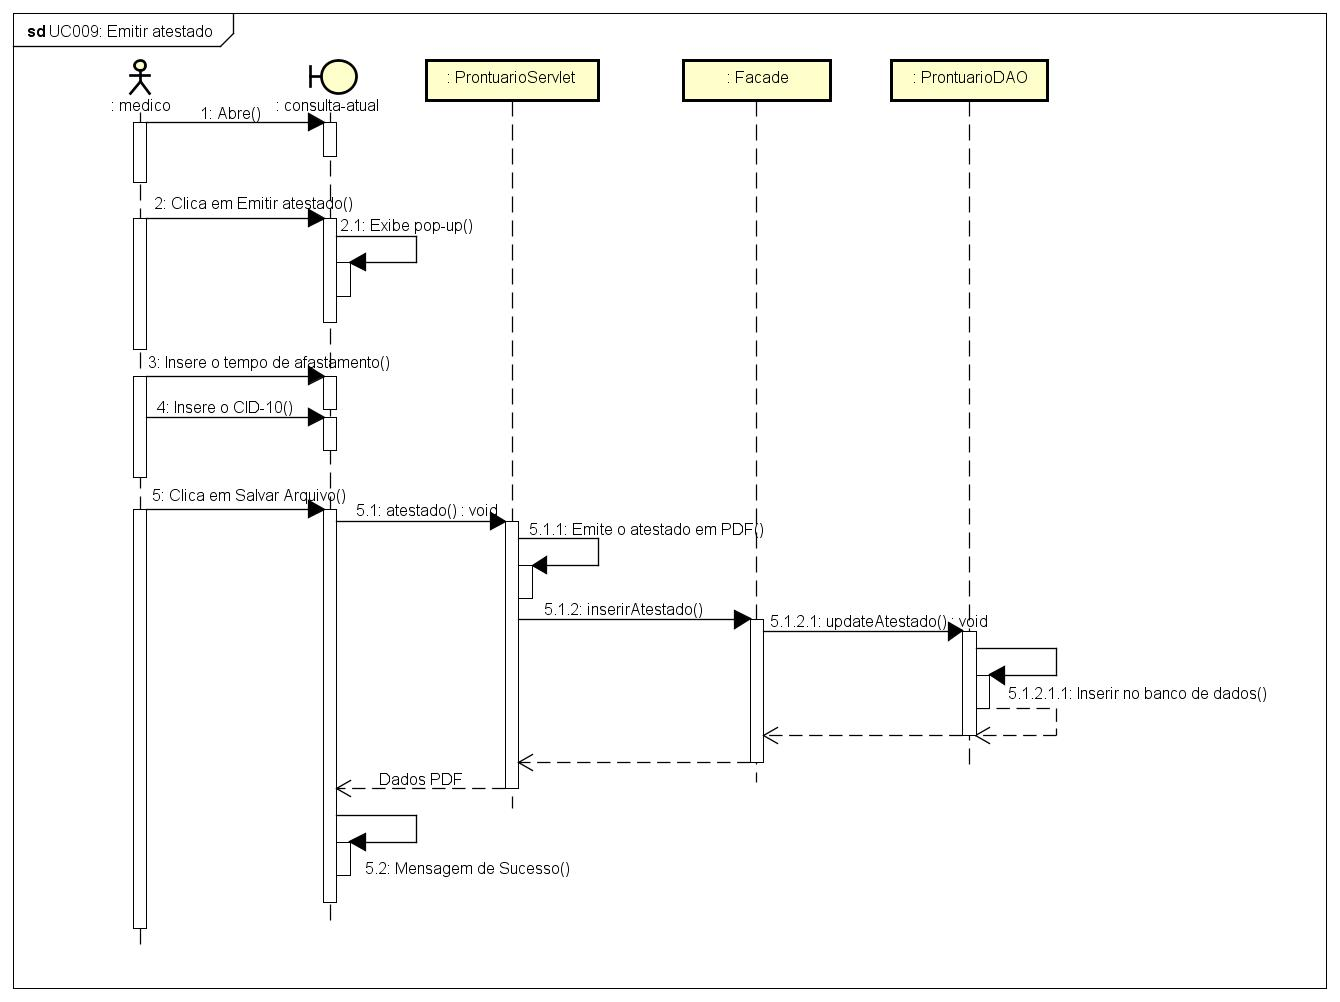 sd UC009: Emitir atestado
: medico
: consulta-atual
: ProntuarioServlet
: Facade
: ProntuarioDAO
1: Abre()
2: Clica em Emitir atestado()
2.1: Exibe pop-up()
3: Insere o tempo de afastamento()
4: Insere o CID-10()
5: Clica em Salvar Arquivo()
5.1: atestado() : void
5.1.1: Emite o atestado em PDF()
5.1.2: inserirAtestado()
5.1.2.1: updateAtestado() : void
5.1.2.1.1: Inserir no banco de dados()
Dados PDF
5.2: Mensagem de Sucesso()